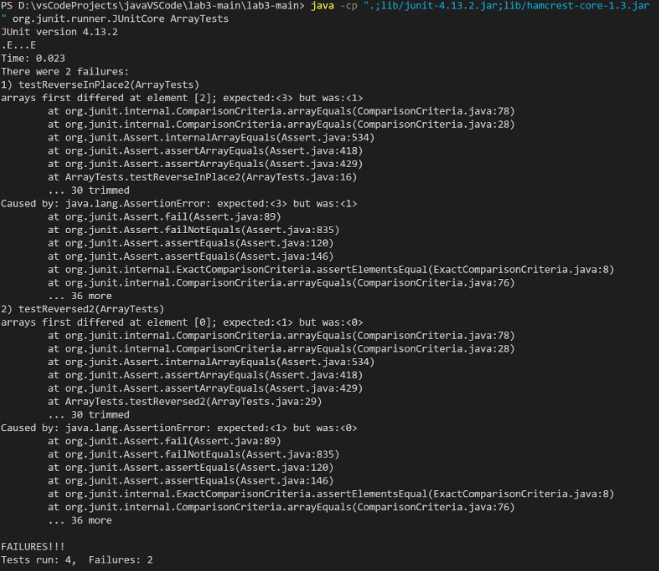 PS D:\vsCodeProjects\javaVSCode\lab3-main\lab3-main> java -cp ".;lib/junit-4.13.2.jar;lib/hamcrest-core-1.3.jar
" org.junit.runner.JUnitCore ArrayTests
JUnit version 4.13.2
.E...E
Time: 0.023
There were 2 failures:
1) testReverseInPlace2(ArrayTests)
arrays first differed at element [2]; expected:<3> but was:<1>
        at org.junit.internal.ComparisonCriteria.arrayEquals(ComparisonCriteria.java:78)
        at org.junit.internal.ComparisonCriteria.arrayEquals(ComparisonCriteria.java:28)
        at org.junit.Assert.internalArrayEquals(Assert.java:534)
        at org.junit.Assert.assertArrayEquals(Assert.java:418)
        at org.junit.Assert.assertArrayEquals(Assert.java:429)
        at ArrayTests.testReverseInPlace2(ArrayTests.java:16)
        ... 30 trimmed
Caused by: java.lang.AssertionError: expected:<3> but was:<1>
        at org.junit.Assert.fail(Assert.java:89)
        at org.junit.Assert.failNotEquals(Assert.java:835)
        at org.junit.Assert.assertEquals(Assert.java:120)
        at org.junit.Assert.assertEquals(Assert.java:146)
        at org.junit.internal.ExactComparisonCriteria.assertElementsEqual(ExactComparisonCriteria.java:8)
        at org.junit.internal.ComparisonCriteria.arrayEquals(ComparisonCriteria.java:76)
        ... 36 more
2) testReversed2(ArrayTests)
arrays first differed at element [0]; expected:<1> but was:<0>
        at org.junit.internal.ComparisonCriteria.arrayEquals(ComparisonCriteria.java:78)
        at org.junit.internal.ComparisonCriteria.arrayEquals(ComparisonCriteria.java:28)
        at org.junit.Assert.internalArrayEquals(Assert.java:534)
        at org.junit.Assert.assertArrayEquals(Assert.java:418)
        at org.junit.Assert.assertArrayEquals(Assert.java:429)
        at ArrayTests.testReversed2(ArrayTests.java:29)
        ... 30 trimmed
Caused by: java.lang.AssertionError: expected:<1> but was:<0>
        at org.junit.Assert.fail(Assert.java:89)
        at org.junit.Assert.failNotEquals(Assert.java:835)
        at org.junit.Assert.assertEquals(Assert.java:120)
        at org.junit.Assert.assertEquals(Assert.java:146)
        at org.junit.internal.ExactComparisonCriteria.assertElementsEqual(ExactComparisonCriteria.java:8)
        at org.junit.internal.ComparisonCriteria.arrayEquals(ComparisonCriteria.java:76)
        ... 36 more

FAILURES!!!
Tests run: 4,  Failures: 2